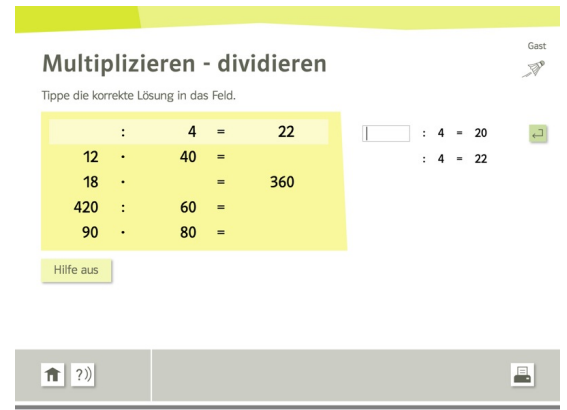 Gast
Multiplizieren - dividieren
Tippe die korrekte Lösung in das Feld.
: 4 = 22
12 · 40 =
18 · = 360
420 : 60 =
90 · 80 =
: 4 = 20
: 4 = 22
Hilfe aus
?))